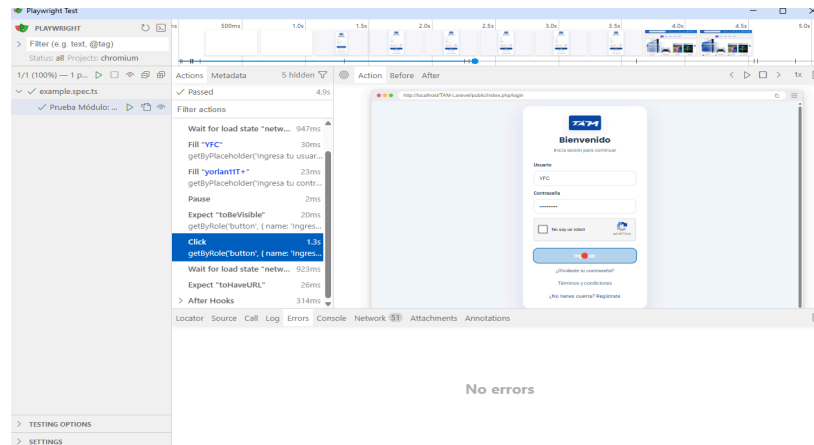 Playwright Test
PLAYWRIGHT
Filter (e.g. text, @tag)
Status: all Projects: chromium
1/1 (100%) — 1 p...
example.spec.ts
Prueba Módulo: ...
TESTING OPTIONS
SETTINGS
500ms 1.0s 1.5s 2.0s 2.5s 3.0s 3.5s 4.0s 4.5s 5.0s
Actions Metadata 5 hidden
Passed 4.9s
Filter actions
Wait for load state "netw... 947ms
Fill "YFC" 30ms
getByPlaceholder('Ingresa tu usuar...
Fill "yorlan11T+" 23ms
getByPlaceholder('Ingresa tu contr...
Pause 2ms
Expect "toBeVisible" 20ms
getByRole('button', { name: 'Ingres...
Click 1.3s
getByRole('button', { name: 'Ingres...
Wait for load state "netw... 923ms
Expect "toHaveURL" 26ms
After Hooks 314ms
Action Before After
1x
http://localhost/TAM-Laravel/public/index.php/login
TAM
Bienvenido
Inicia sesión para continuar
Usuario
YFC
Contraseña
No soy un robot
reCAPTCHA
¿Olvidaste tu contraseña?
Términos y condiciones
¿No tienes cuenta? Regístrate
Locator Source Call Log Errors Console Network 51 Attachments Annotations
No errors